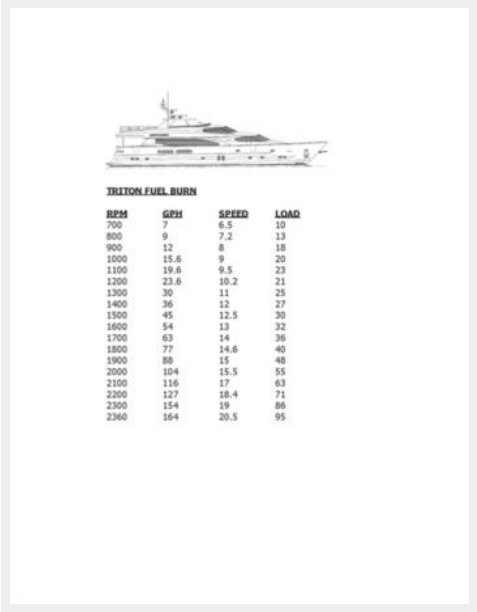 TRITON FUEL BURN
RPM GPH SPEED LOAD
700 7 6.5 10
800 9 7.2 13
900 12 8 18
1000 15.6 9 20
1100 19.6 9.5 23
1200 23.6 10.2 21
1300 30 11 25
1400 36 12 27
1500 45 12.5 30
1600 54 13 32
1700 63 14 36
1800 77 14.6 40
1900 88 15 48
2000 104 15.5 55
2100 116 17 63
2200 127 18.4 71
2300 154 19 86
2360 164 20.5 95